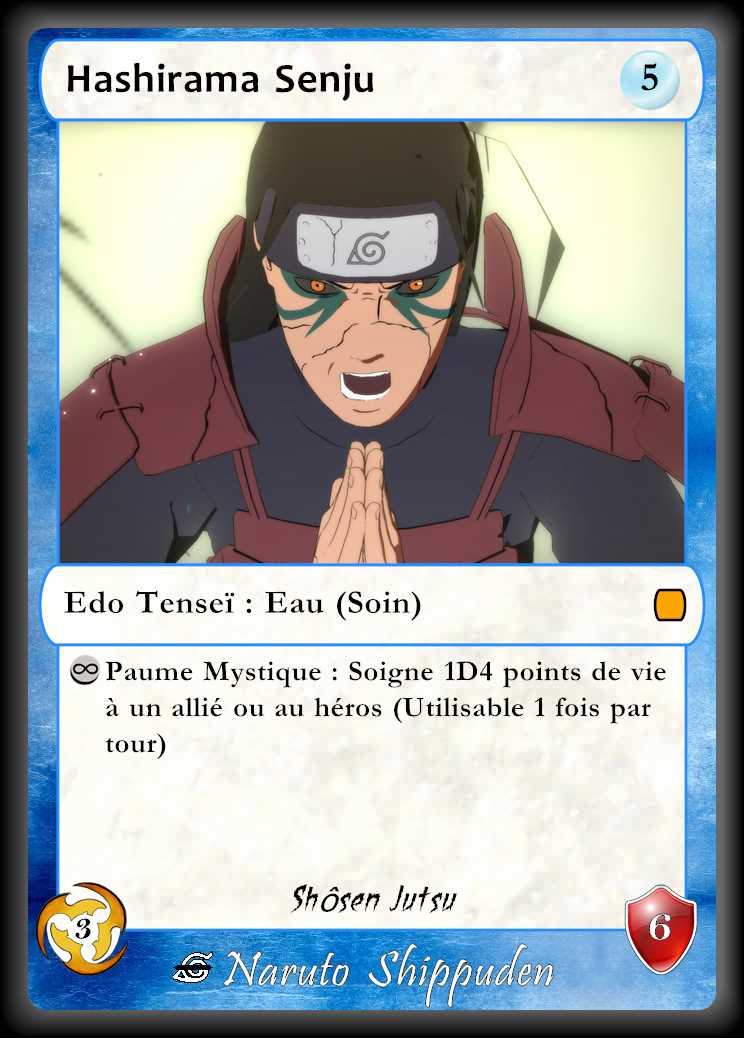 Hashirama Senju
5
Edo Tenseï : Eau (Soin)
∞ Paume Mystique : Soigne 1D4 points de vie
à un allié ou au héros (Utilisable 1 fois par
tour)
Shôsen Jutsu
3
6
Naruto Shippuden